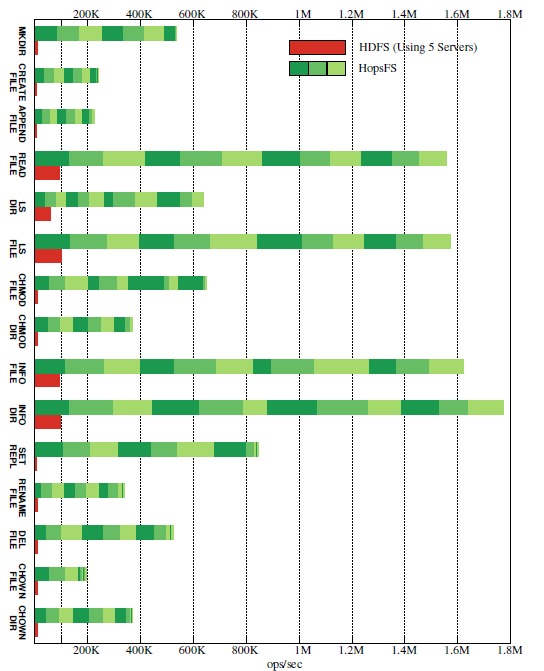 200K 400K 600K 800K 1M 1.2M 1.4M 1.6M 1.8M
HDFS (Using 5 Servers)
HopsFS
MKDIR
CREATE
FILE
APPEND
FILE
READ
FILE
LS
DIR
LS
FILE
CHMOD
FILE
CHMOD
DIR
INFO
FILE
INFO
DIR
SET
REPL
RENAME
FILE
DEL
FILE
CHOWN
FILE
CHOWN
DIR
200K 400K 600K 800K 1M 1.2M 1.4M 1.6M 1.8M
ops/sec